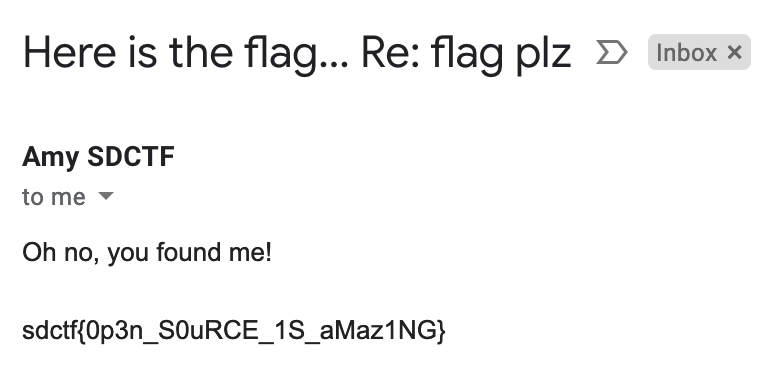 Here is the flag... Re: flag plz Inbox ×
Amy SDCTF
to me
Oh no, you found me!
sdctf{0p3n_S0uRCE_1S_aMaz1NG}